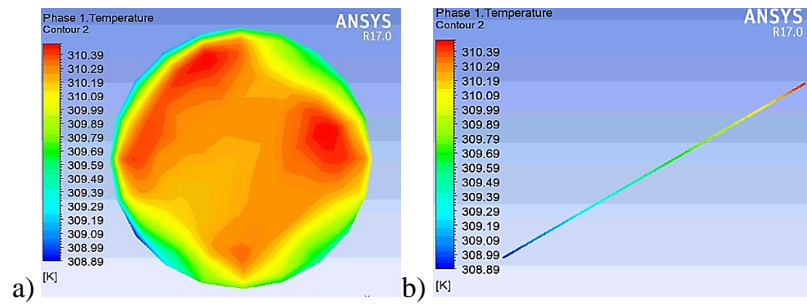 Phase 1.Temperature
Contour 2
ANSYS
R17.0
310.39
310.29
310.19
310.09
309.99
309.89
309.79
309.69
309.59
309.49
309.39
309.29
309.19
309.09
308.99
308.89
[K]
a)
Phase 1.Temperature
Contour 2
ANSYS
R17.0
310.39
310.29
310.19
310.09
309.99
309.89
309.79
309.69
309.59
309.49
309.39
309.29
309.19
309.09
308.99
308.89
[K]
b)